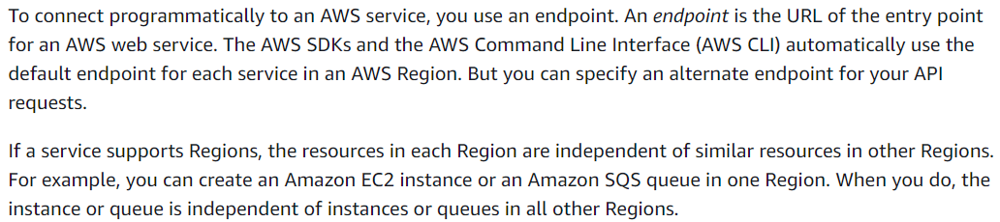 To connect programmatically to an AWS service, you use an endpoint. An endpoint is the URL of the entry point
for an AWS web service. The AWS SDKs and the AWS Command Line Interface (AWS CLI) automatically use the
default endpoint for each service in an AWS Region. But you can specify an alternate endpoint for your API
requests.
If a service supports Regions, the resources in each Region are independent of similar resources in other Regions.
For example, you can create an Amazon EC2 instance or an Amazon SQS queue in one Region. When you do, the
instance or queue is independent of instances or queues in all other Regions.